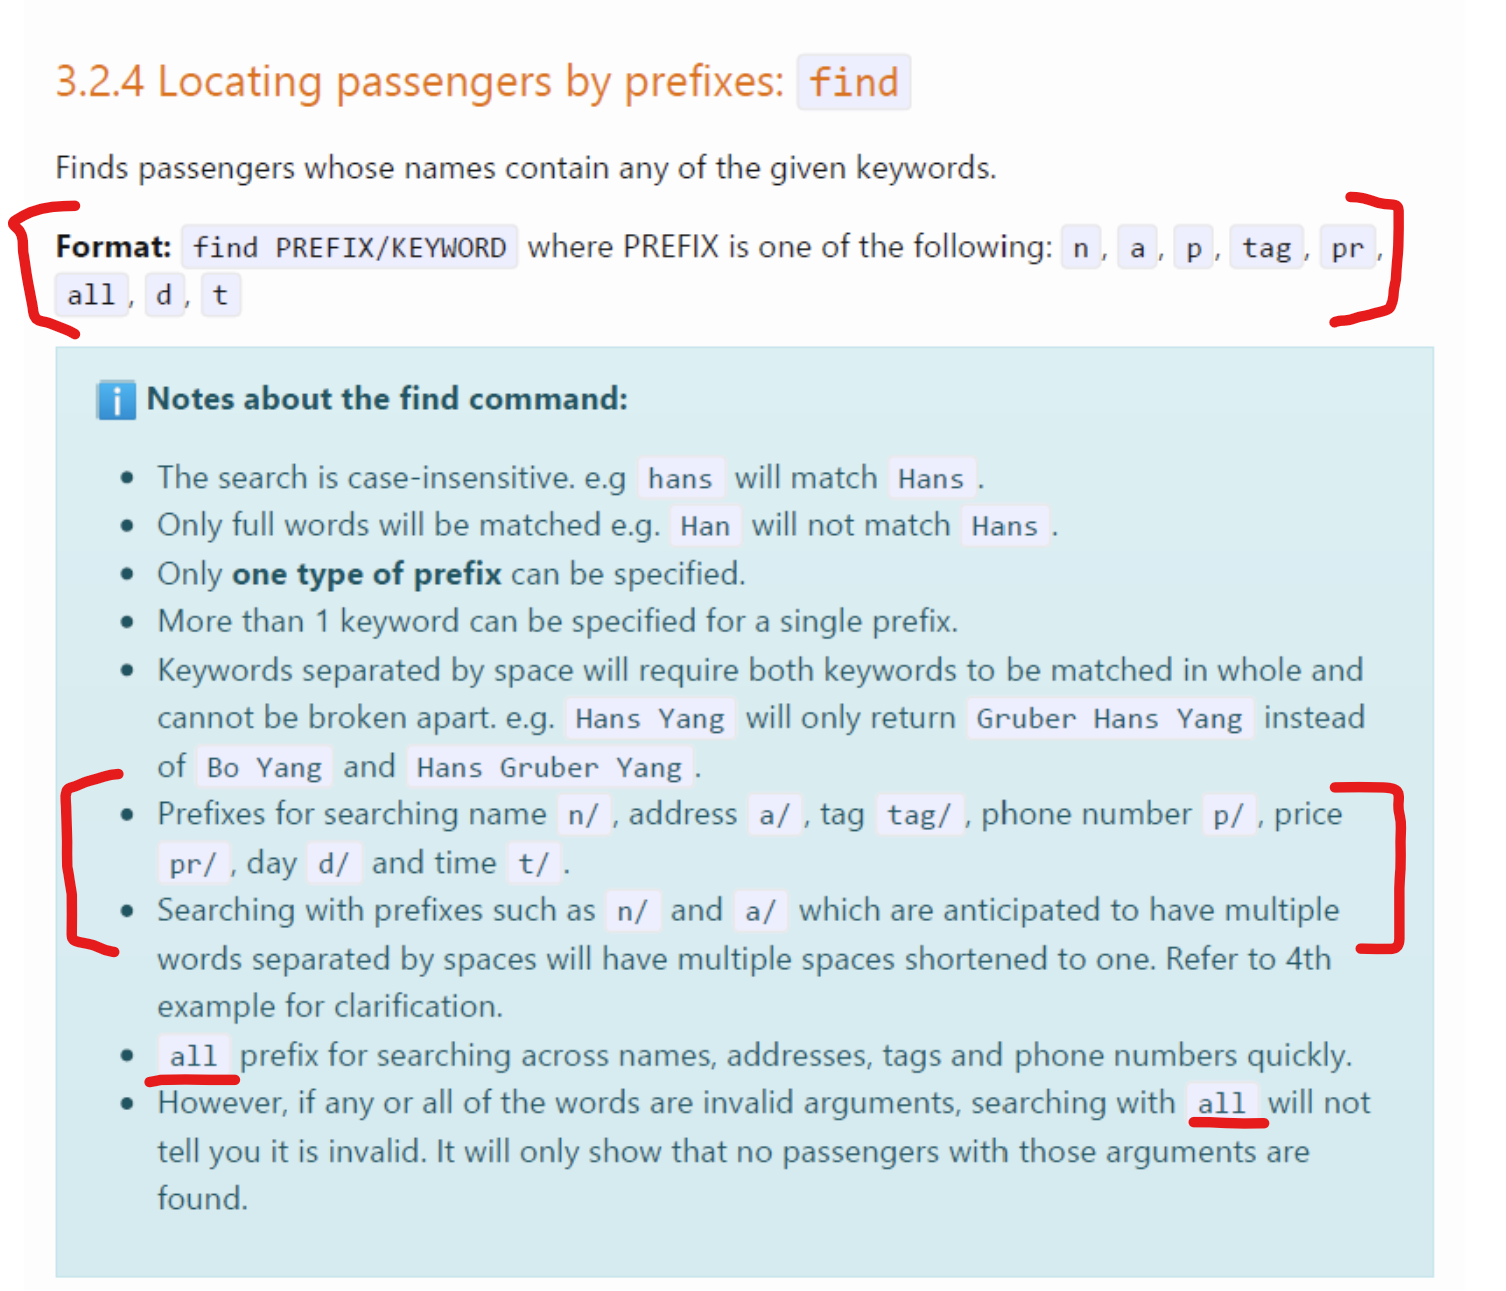 3.2.4 Locating passengers by prefixes: find
Finds passengers whose names contain any of the given keywords.
Format: find PREFIX/KEYWORD where PREFIX is one of the following: n, a, p, tag, pr,
all, d, t
Notes about the find command:
• The search is case-insensitive. e.g hans will match Hans.
• Only full words will be matched e.g. Han will not match Hans.
• Only one type of prefix can be specified.
• More than 1 keyword can be specified for a single prefix.
• Keywords separated by space will require both keywords to be matched in whole and
cannot be broken apart. e.g. Hans Yang will only return Gruber Hans Yang instead
of Bo Yang and Hans Gruber Yang.
• Prefixes for searching name n/, address a/, tag tag/, phone number p/, price
pr/, day d/ and time t/.
• Searching with prefixes such as n/ and a/ which are anticipated to have multiple
words separated by spaces will have multiple spaces shortened to one. Refer to 4th
example for clarification.
• all prefix for searching across names, addresses, tags and phone numbers quickly.
• However, if any or all of the words are invalid arguments, searching with all will not
tell you it is invalid. It will only show that no passengers with those arguments are
found.